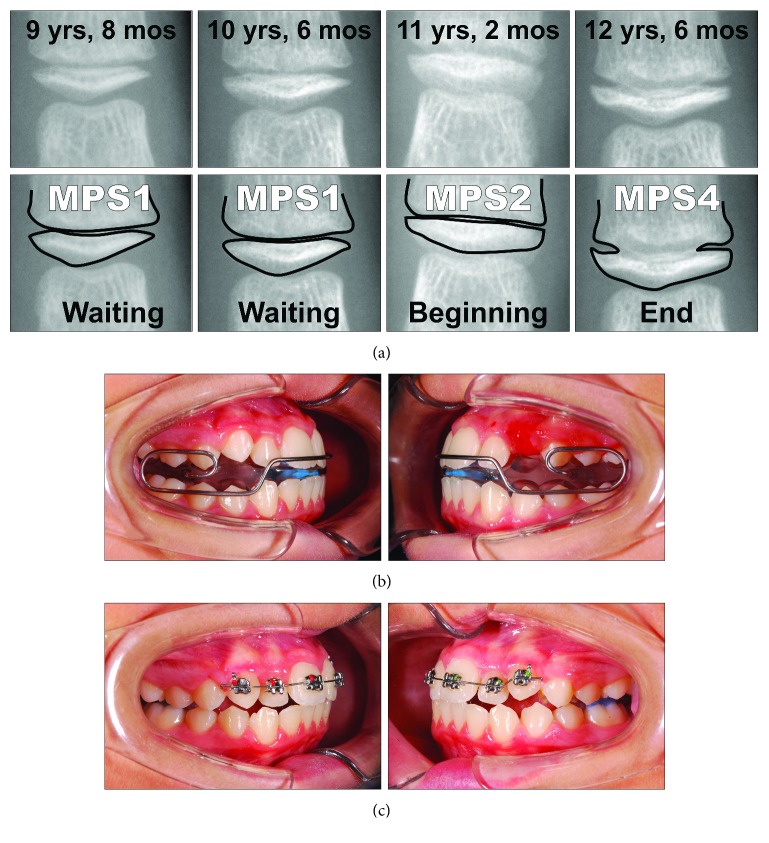 9 yrs, 8 mos
10 yrs, 6 mos
11 yrs, 2 mos
12 yrs, 6 mos
MPS1
MPS1
MPS2
MPS4
Waiting
Waiting
Beginning
End
(a)
(b)
(c)